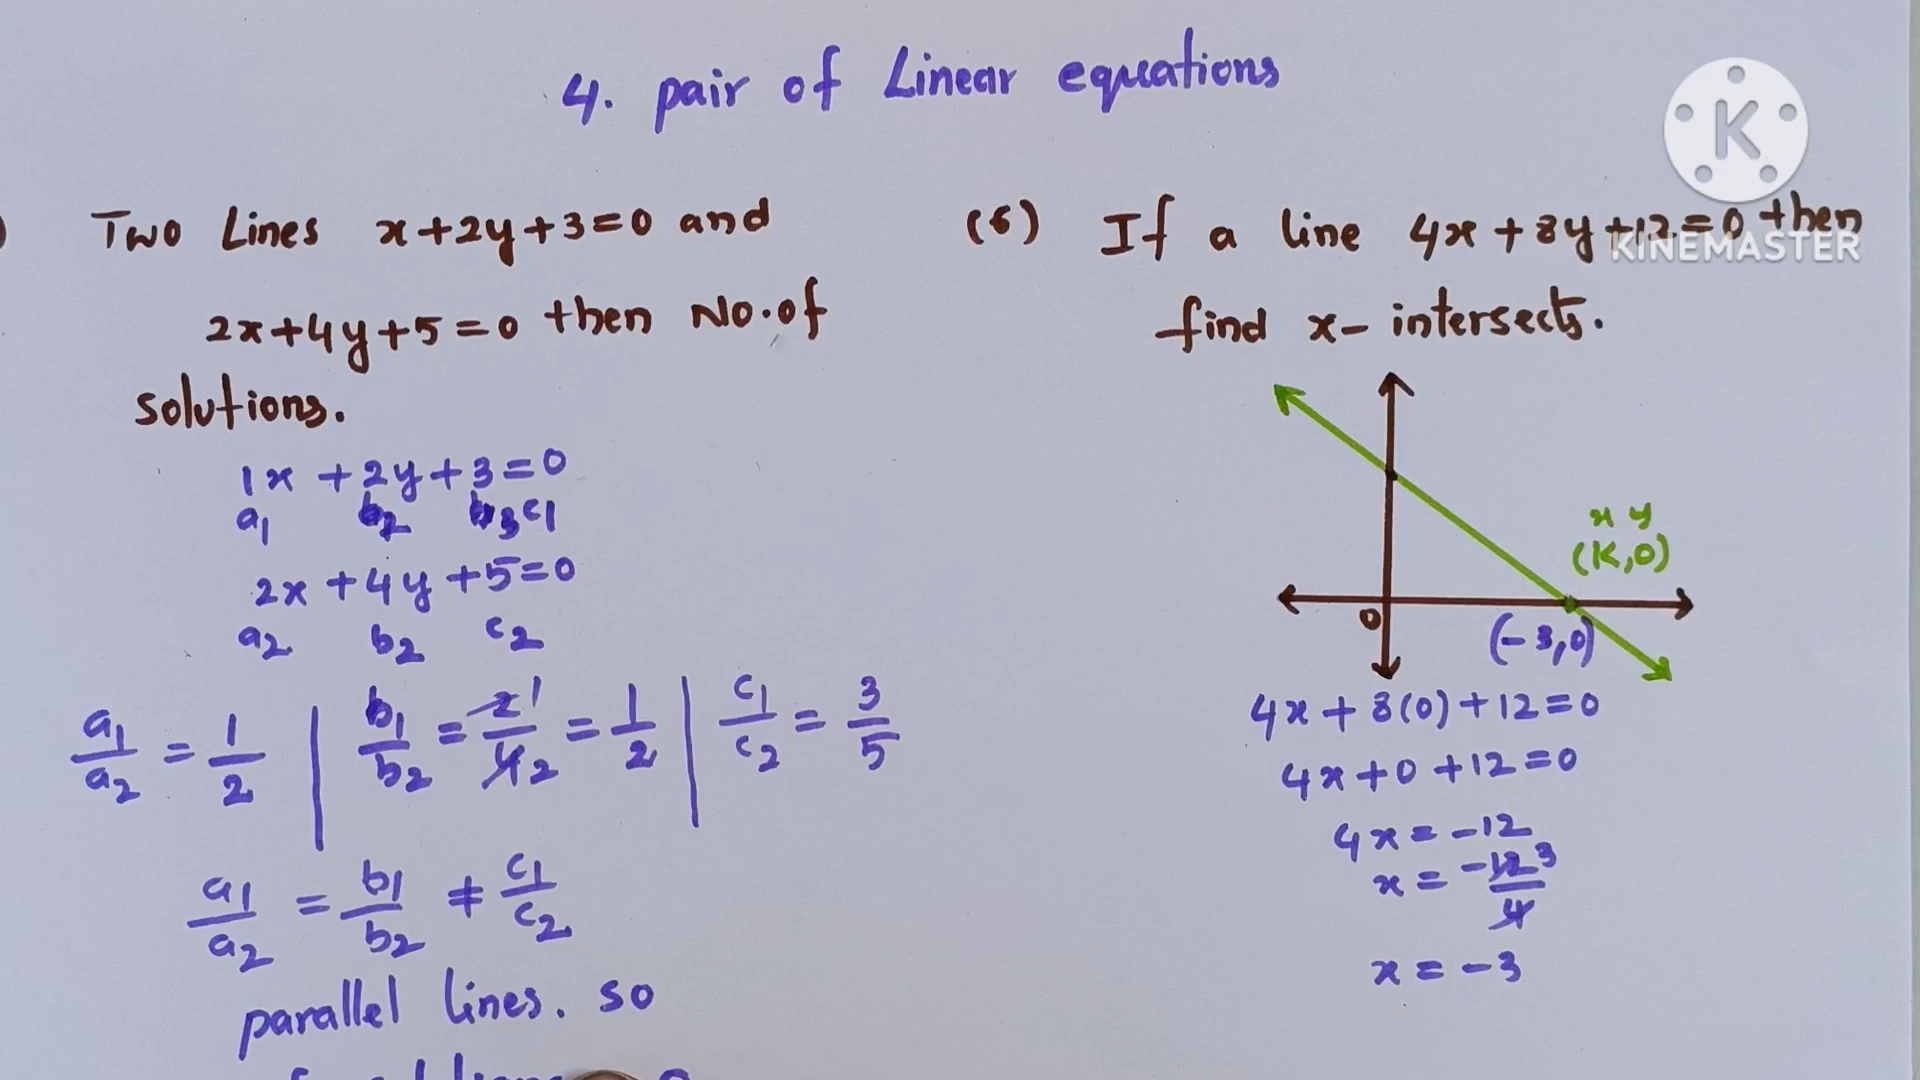 4. pair of Linear equations
K
KINEMASTER
) Two Lines x+2y+3=0 and
2x+4y+5=0 then No.of
solutions.
1x+2y+3=0
a1 b2 c1
2x+4y+5=0
a2 b2 c2
a1/a2 = 1/2 | b1/b2 = 2 1/4 2 = 1/2 | c1/c2 = 3/5
a1/a2 = b1/b2 ≠ c1/c2
parallel lines. so
(6) If a line 4x+8y+12=0 then
find x- intersects.
x y
(K,0)
0
(-3,0)
4x+8(0)+12=0
4x+0+12=0
4x=-12
x=-12 3/4
x=-3